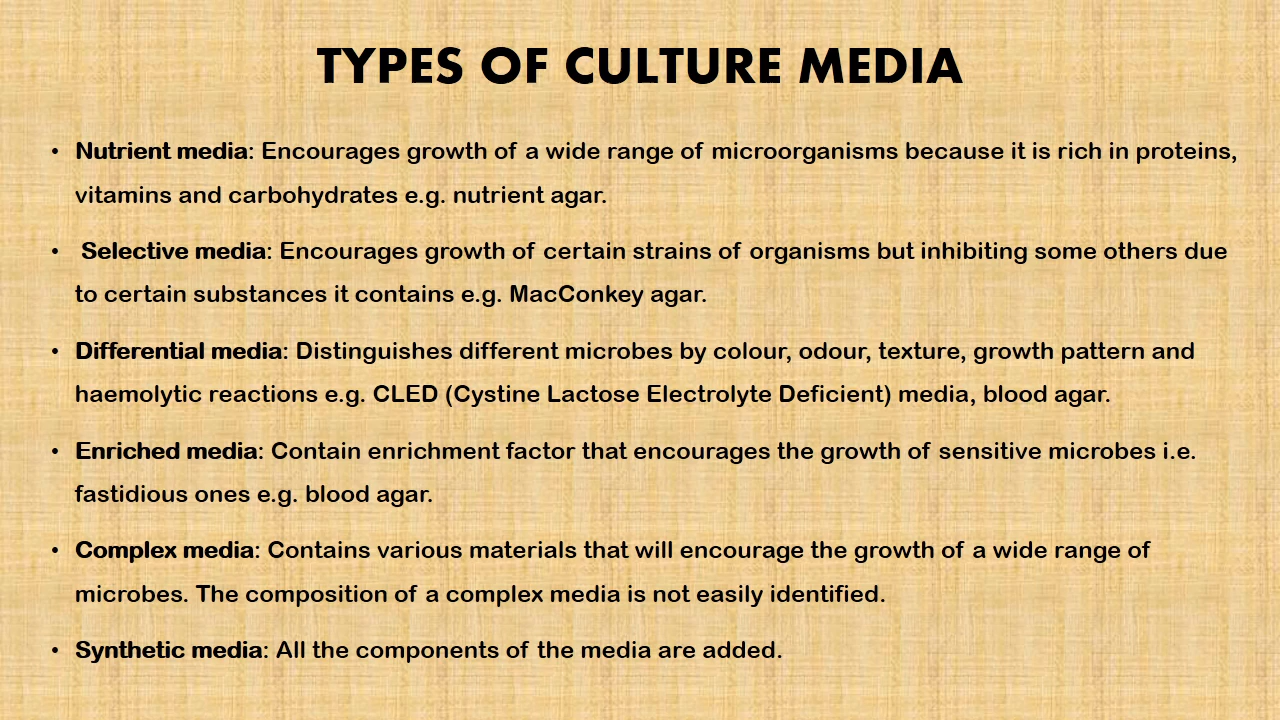 TYPES OF CULTURE MEDIA
• Nutrient media: Encourages growth of a wide range of microorganisms because it is rich in proteins,
vitamins and carbohydrates e.g. nutrient agar.
• Selective media: Encourages growth of certain strains of organisms but inhibiting some others due
to certain substances it contains e.g. MacConkey agar.
• Differential media: Distinguishes different microbes by colour, odour, texture, growth pattern and
haemolytic reactions e.g. CLED (Cystine Lactose Electrolyte Deficient) media, blood agar.
• Enriched media: Contain enrichment factor that encourages the growth of sensitive microbes i.e.
fastidious ones e.g. blood agar.
• Complex media: Contains various materials that will encourage the growth of a wide range of
microbes. The composition of a complex media is not easily identified.
• Synthetic media: All the components of the media are added.